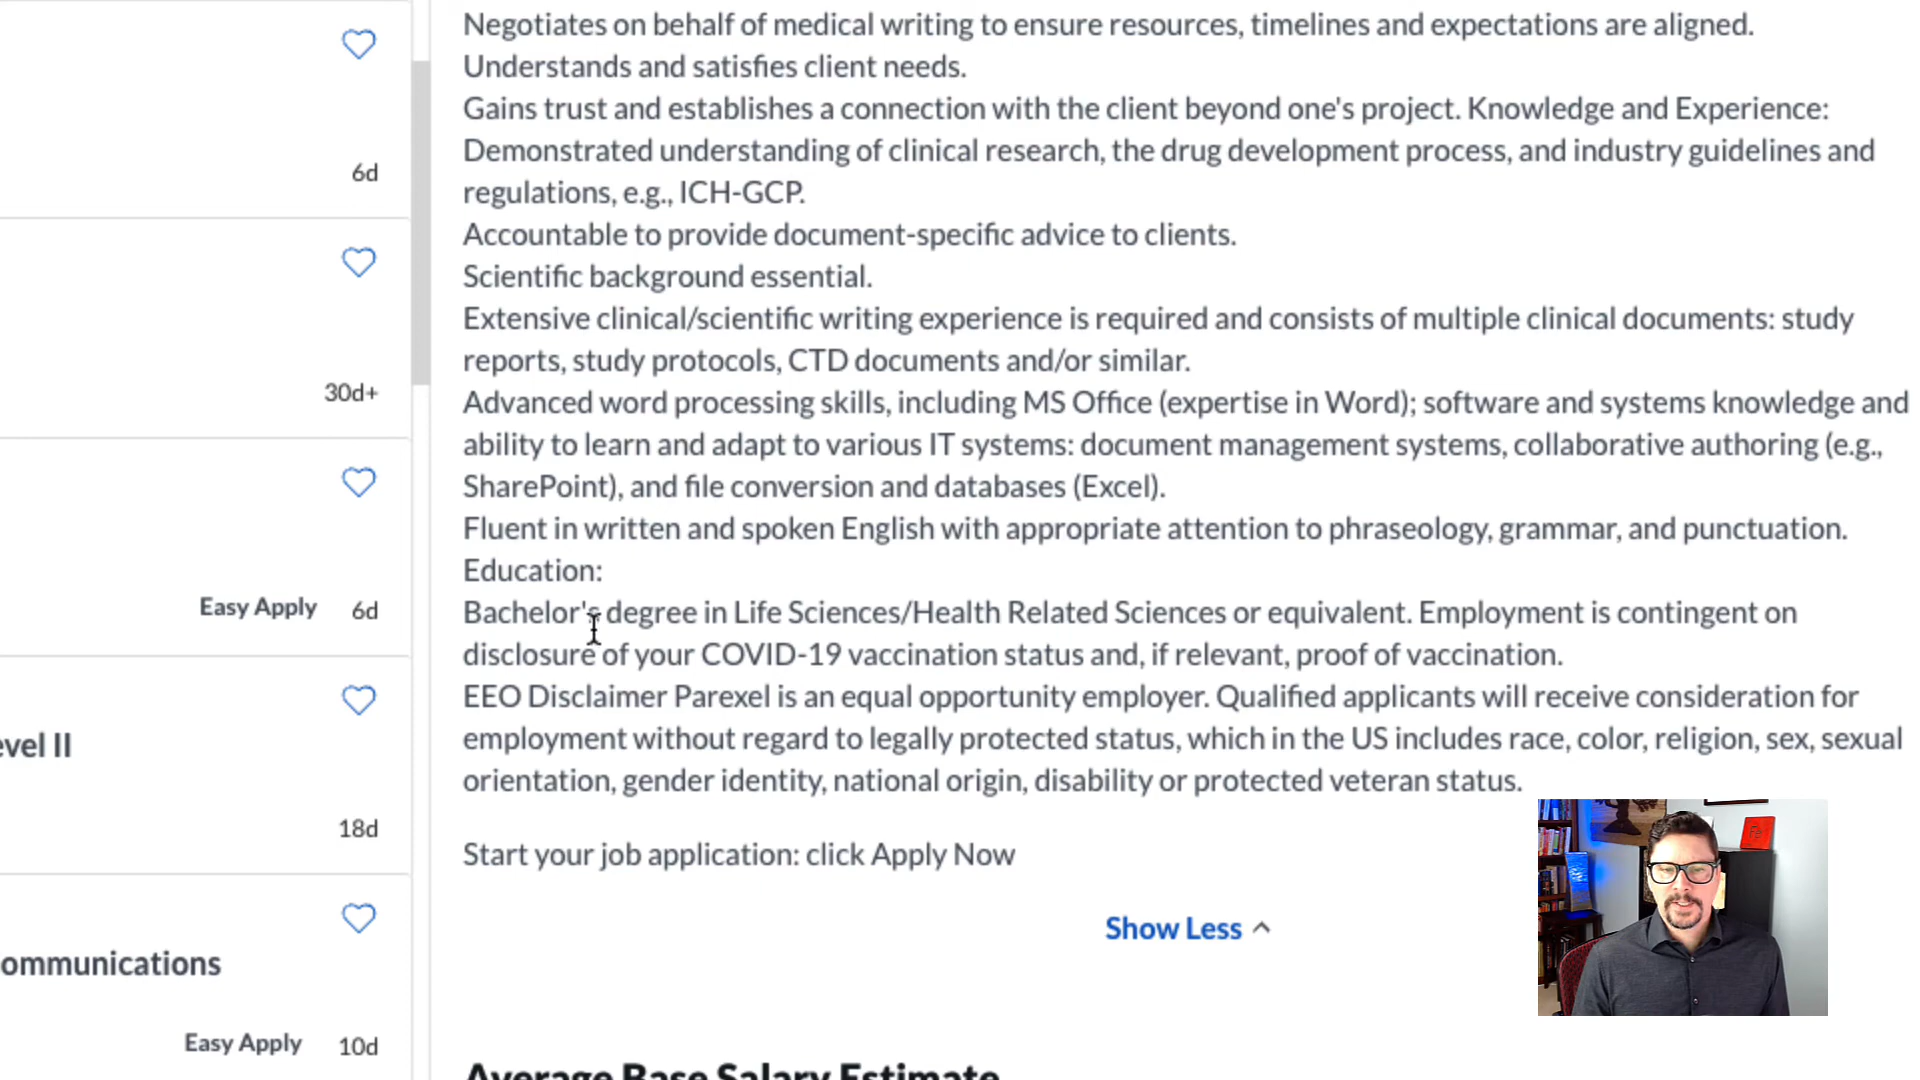 6d
30d+
Easy Apply 6d
evel II
18d
ommunications
Easy Apply 10d
Negotiates on behalf of medical writing to ensure resources, timelines and expectations are aligned.
Understands and satisfies client needs.
Gains trust and establishes a connection with the client beyond one's project. Knowledge and Experience:
Demonstrated understanding of clinical research, the drug development process, and industry guidelines and
regulations, e.g., ICH-GCP.
Accountable to provide document-specific advice to clients.
Scientific background essential.
Extensive clinical/scientific writing experience is required and consists of multiple clinical documents: study
reports, study protocols, CTD documents and/or similar.
Advanced word processing skills, including MS Office (expertise in Word); software and systems knowledge and
ability to learn and adapt to various IT systems: document management systems, collaborative authoring (e.g.,
SharePoint), and file conversion and databases (Excel).
Fluent in written and spoken English with appropriate attention to phraseology, grammar, and punctuation.
Education:
Bachelor's degree in Life Sciences/Health Related Sciences or equivalent. Employment is contingent on
disclosure of your COVID-19 vaccination status and, if relevant, proof of vaccination.
EEO Disclaimer Parexel is an equal opportunity employer. Qualified applicants will receive consideration for
employment without regard to legally protected status, which in the US includes race, color, religion, sex, sexual
orientation, gender identity, national origin, disability or protected veteran status.
Start your job application: click Apply Now
Show Less
Average Base Salary Estimate